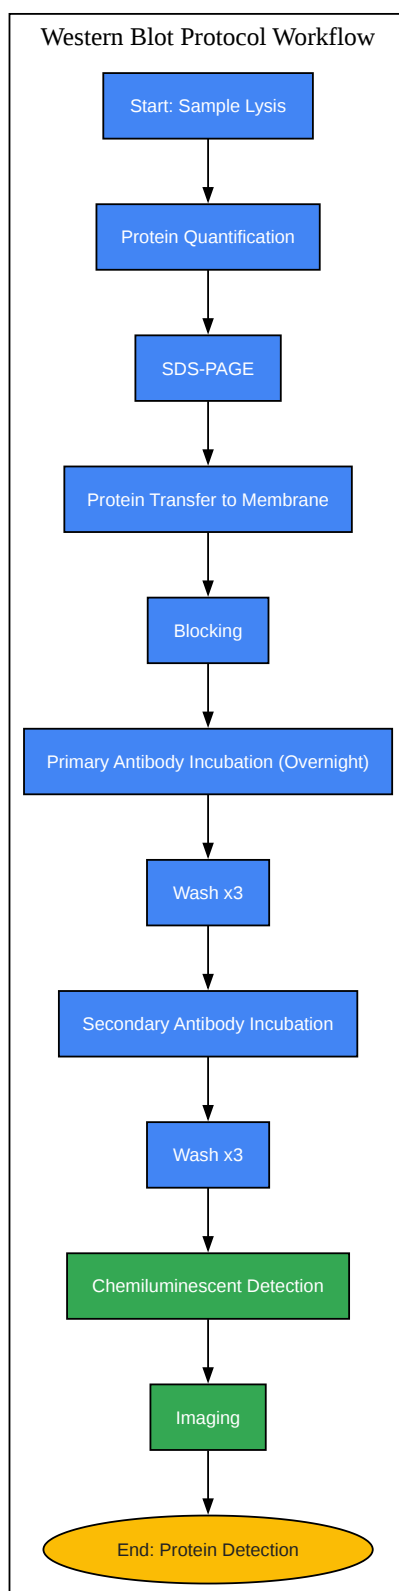 Western Blot Protocol Workflow
Start: Sample Lysis
Protein Quantification
SDS-PAGE
Protein Transfer to Membrane
Blocking
Primary Antibody Incubation (Overnight)
Wash x3
Secondary Antibody Incubation
Wash x3
Chemiluminescent Detection
Imaging
End: Protein Detection